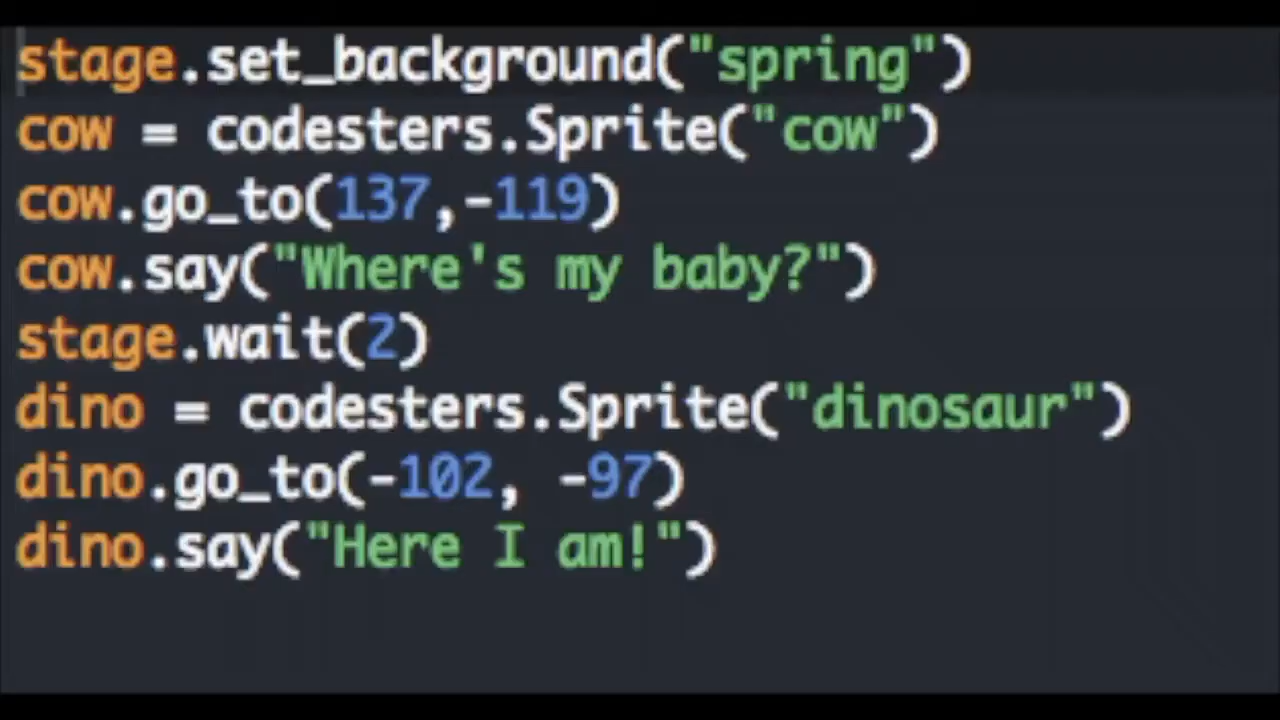 stage.set_background("spring")
cow = codesters.Sprite("cow")
cow.go_to(137,-119)
cow.say("Where's my baby?")
stage.wait(2)
dino = codesters.Sprite("dinosaur")
dino.go_to(-102, -97)
dino.say("Here I am!")